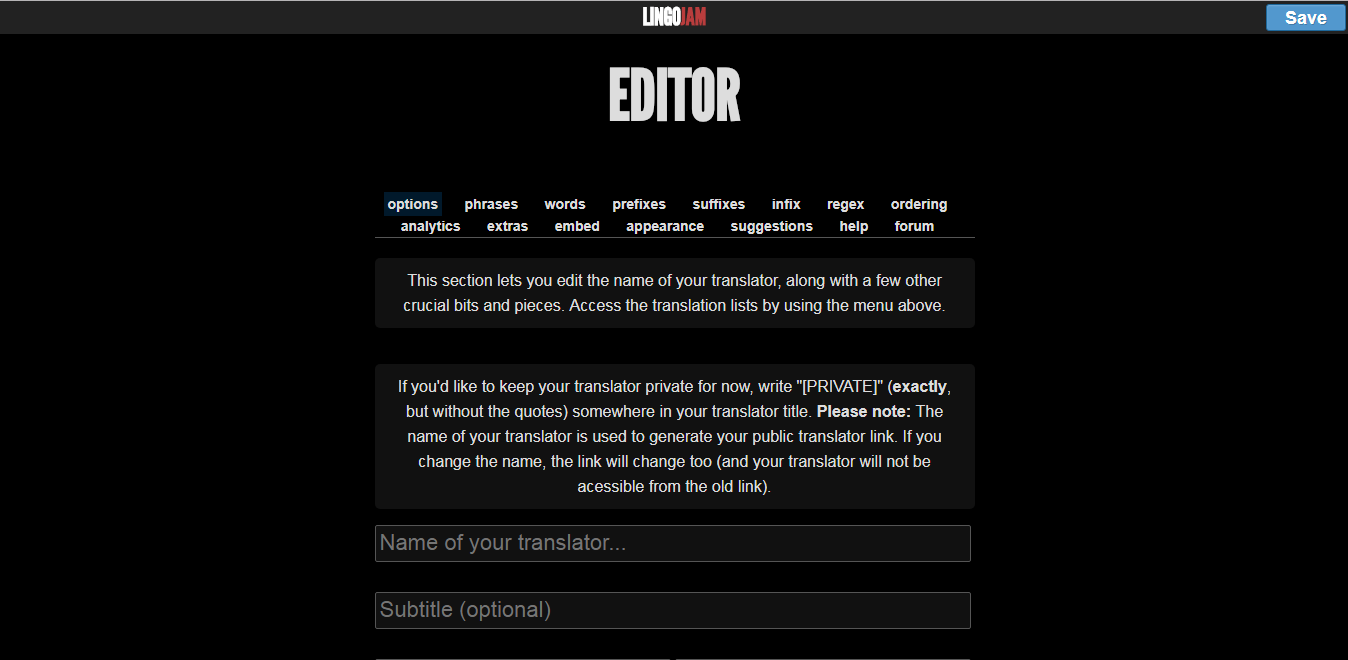 LINGOJAM
Save
EDITOR
options phrases words prefixes suffixes infix regex ordering
analytics extras embed appearance suggestions help forum
This section lets you edit the name of your translator, along with a few other
crucial bits and pieces. Access the translation lists by using the menu above.
If you'd like to keep your translator private for now, write "[PRIVATE]" (exactly,
but without the quotes) somewhere in your translator title. Please note: The
name of your translator is used to generate your public translator link. If you
change the name, the link will change too (and your translator will not be
acessible from the old link).
Name of your translator...
Subtitle (optional)